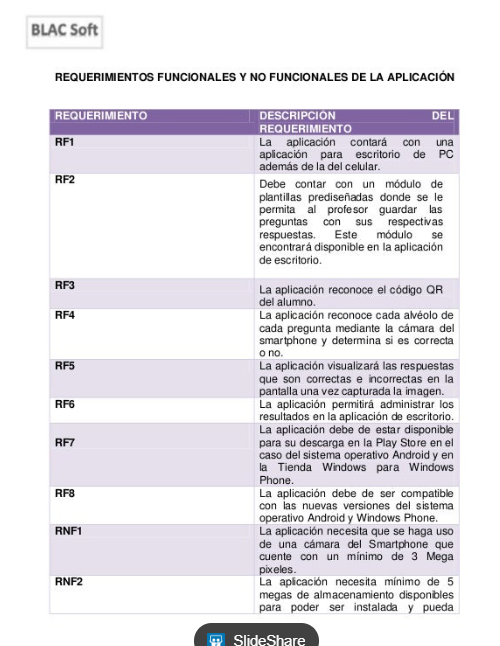 BLAC Soft
REQUERIMIENTOS FUNCIONALES Y NO FUNCIONALES DE LA APLICACIÓN
REQUERIMIENTO
DESCRIPCIÓN DEL
REQUERIMIENTO
RF1
La aplicación contará con una
aplicación para escritorio de PC
además de la del celular.
RF2
Debe contar con un módulo de
plantillas prediseñadas donde se le
permita al profesor guardar las
preguntas con sus respectivas
respuestas. Este módulo se
encontrará disponible en la aplicación
de escritorio.
RF3
La aplicación reconoce el código QR
del alumno.
RF4
La aplicación reconoce cada alvéolo de
cada pregunta mediante la cámara del
smartphone y determina si es correcta
o no.
RF5
La aplicación visualizará las respuestas
que son correctas e incorrectas en la
pantalla una vez capturada la imagen.
RF6
La aplicación permitirá administrar los
resultados en la aplicación de escritorio.
RF7
La aplicación debe de estar disponible
para su descarga en la Play Store en el
caso del sistema operativo Android y en
la Tienda Windows para Windows
Phone.
RF8
La aplicación debe de ser compatible
con las nuevas versiones del sistema
operativo Android y Windows Phone.
RNF1
La aplicación necesita que se haga uso
de una cámara del Smartphone que
cuente con un mínimo de 3 Mega
pixeles.
RNF2
La aplicación necesita mínimo de 5
megas de almacenamiento disponibles
para poder ser instalada y pueda
SlideShare